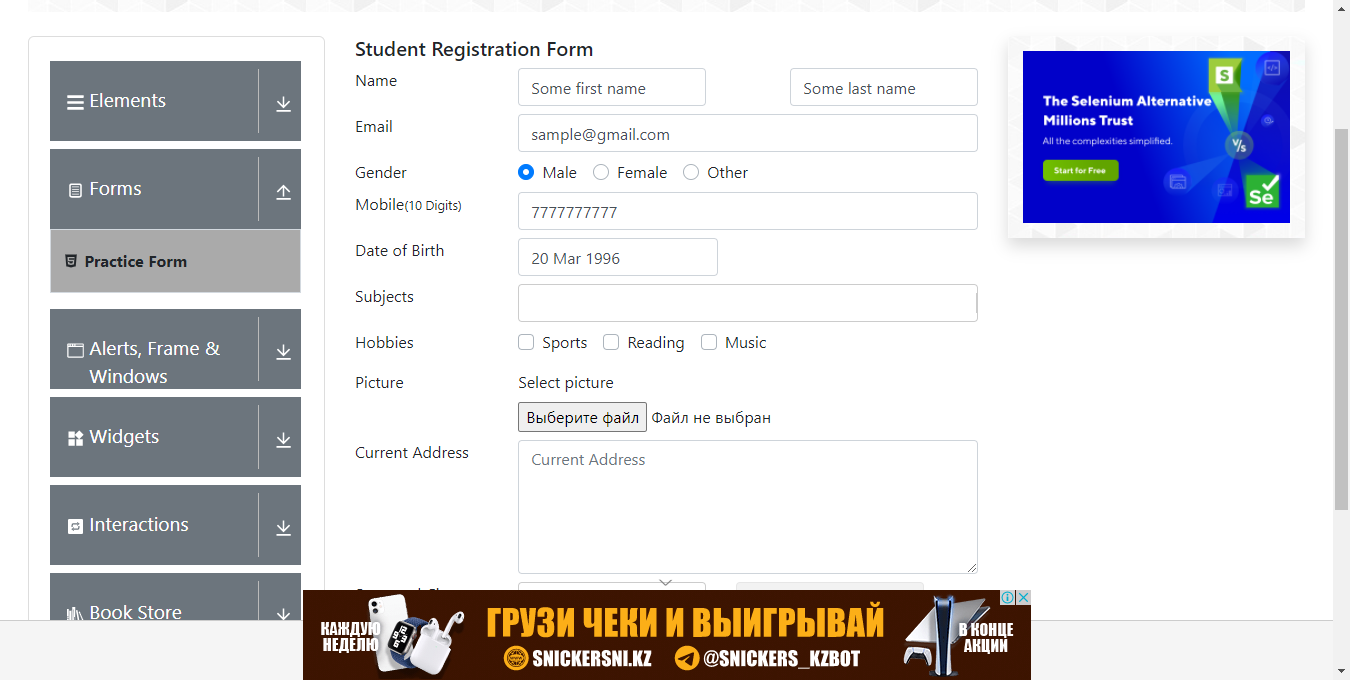 Elements
Forms
Practice Form
Alerts, Frame &
Windows
Widgets
Interactions
Book Store
Student Registration Form
Name
Some first name
Some last name
Email
sample@gmail.com
Gender
Male
Female
Other
Mobile(10 Digits)
7777777777
Date of Birth
20 Mar 1996
Subjects
Hobbies
Sports
Reading
Music
Picture
Select picture
Выберите файл
Файл не выбран
Current Address
Current Address
The Selenium Alternative
Millions Trust
All the complexities simplified.
Start for Free
S
V/s
Se
КАЖДУЮ
НЕДЕЛЮ
ГРУЗИ ЧЕКИ И ВЫИГРЫВАЙ
SNICKERSNI.KZ
@SNICKERS_KZBOT
В КОНЦЕ
АКЦИИ